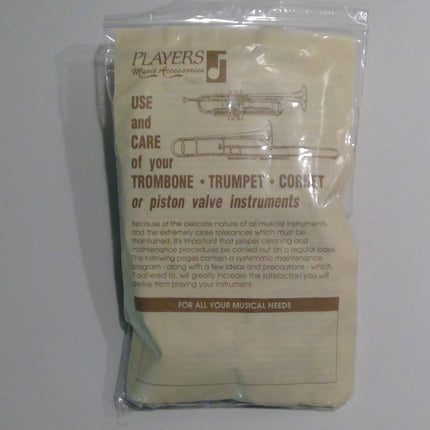 PLAYERS
Music Accessories
USE
and
CARE
of your
TROMBONE • TRUMPET • CORNET
or piston valve instruments
Because of the delicate nature of all musical instruments,
and the extremely close tolerances which must be
maintained, it's important that proper cleaning and
maintenance procedures be carried out on a regular basis.
The following pages contain a systematic maintenance
program - along with a few ideas and precautions - which,
if adhered to, will greatly increase the satisfaction you will
derive from playing your instrument.
FOR ALL YOUR MUSICAL NEEDS